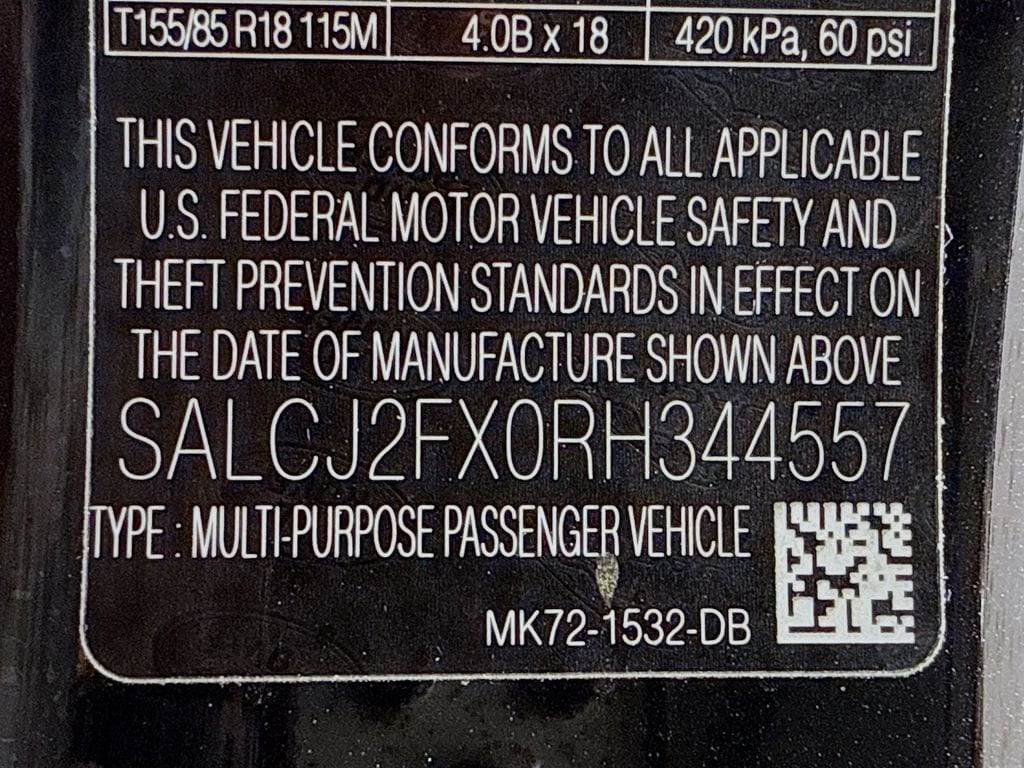 T155/85 R18 115M 4.0B x 18 420 kPa, 60 psi
THIS VEHICLE CONFORMS TO ALL APPLICABLE
U.S. FEDERAL MOTOR VEHICLE SAFETY AND
THEFT PREVENTION STANDARDS IN EFFECT ON
THE DATE OF MANUFACTURE SHOWN ABOVE
SALCJ2FX0RH344557
TYPE : MULTI-PURPOSE PASSENGER VEHICLE
MK72-1532-DB